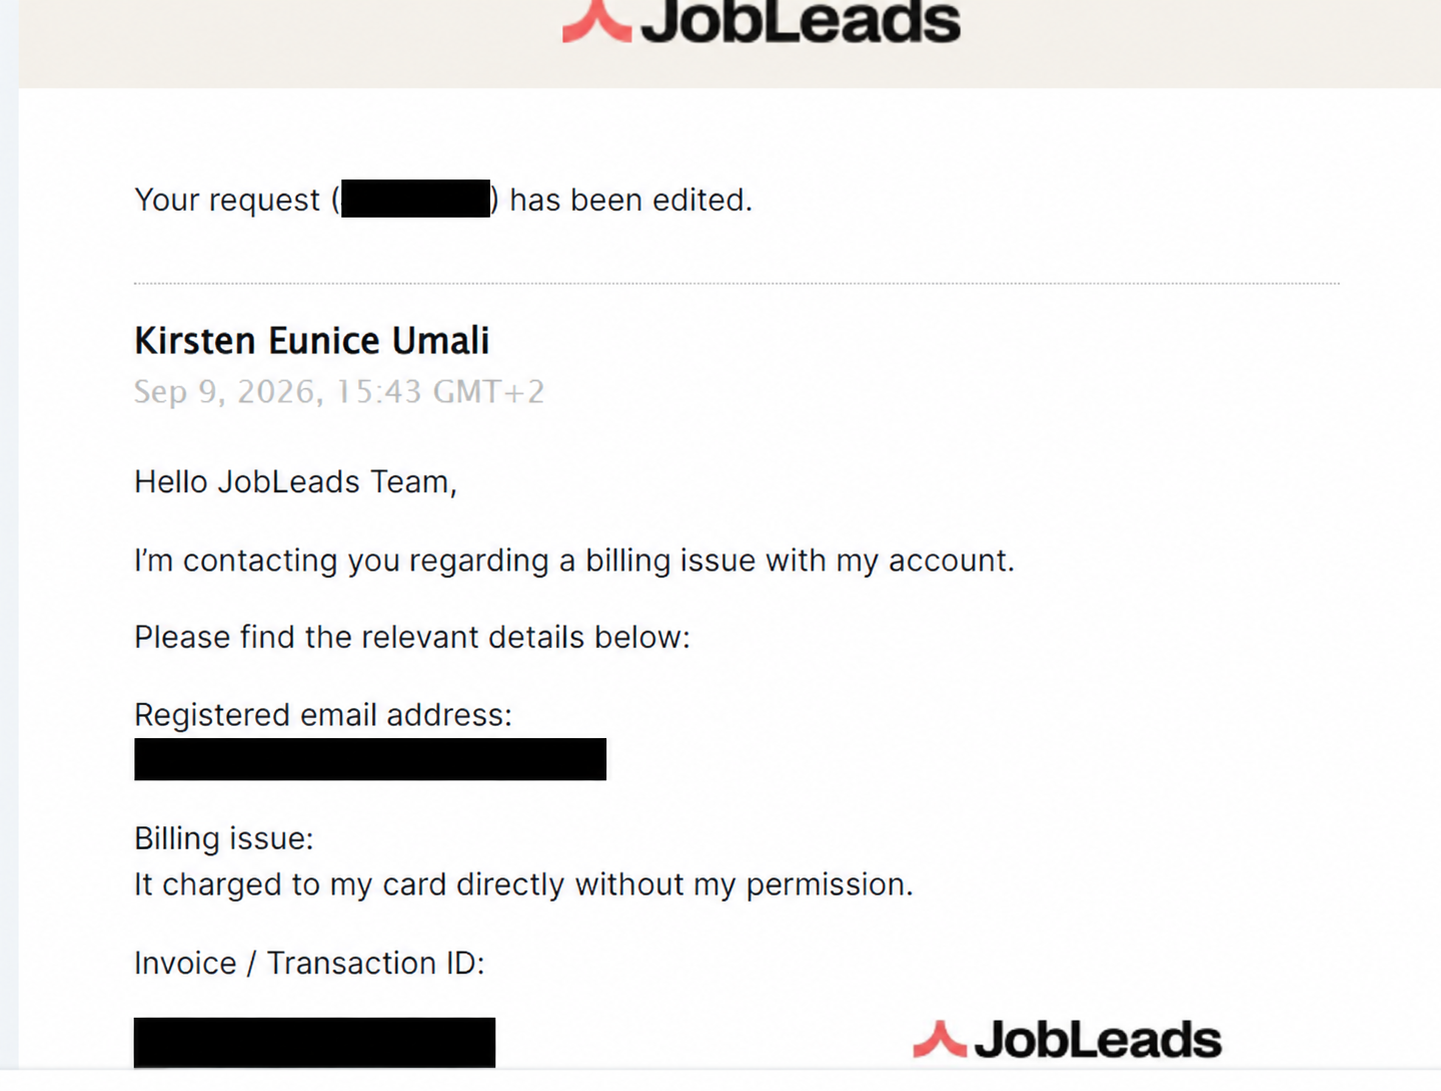 JobLeads
Your request () has been edited.
Kirsten Eunice Umali
Sep 9, 2026, 15:43 GMT+2
Hello JobLeads Team,
I’m contacting you regarding a billing issue with my account.
Please find the relevant details below:
Registered email address:
Billing issue:
It charged to my card directly without my permission.
Invoice / Transaction ID:
JobLeads